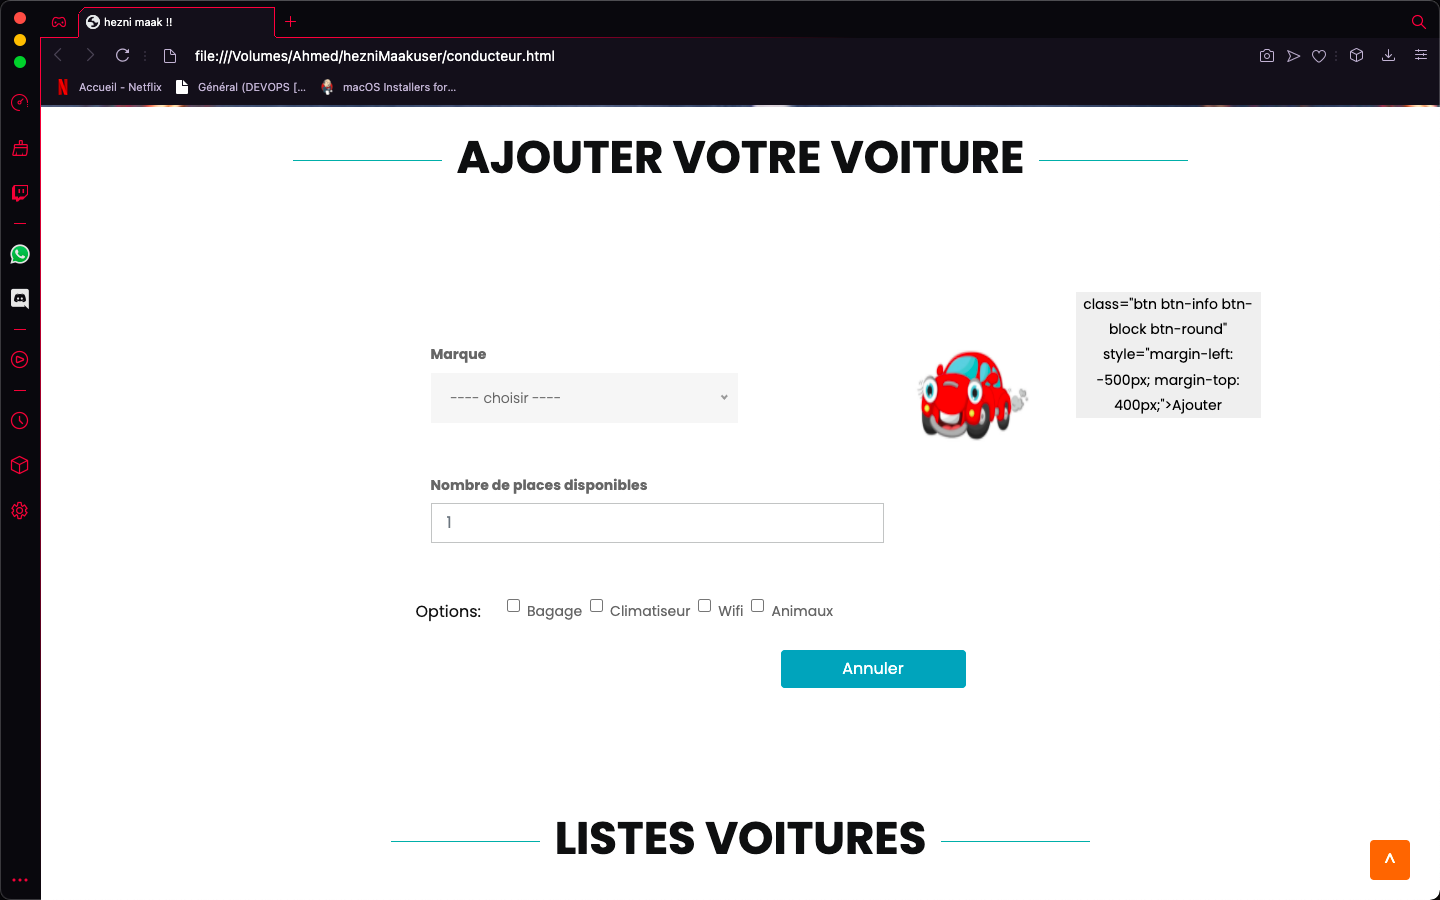 hezni maak !!
file:///Volumes/Ahmed/hezniMaakuser/conducteur.html
Accueil - Netflix
Général (DEVOPS [...
macOS Installers for...
AJOUTER VOTRE VOITURE
class="btn btn-info btn-
block btn-round"
style="margin-left:
-500px; margin-top:
400px;">Ajouter
Marque
---- choisir ----
Nombre de places disponibles
1
Options: Bagage Climatiseur Wifi Animaux
Annuler
LISTES VOITURES
^